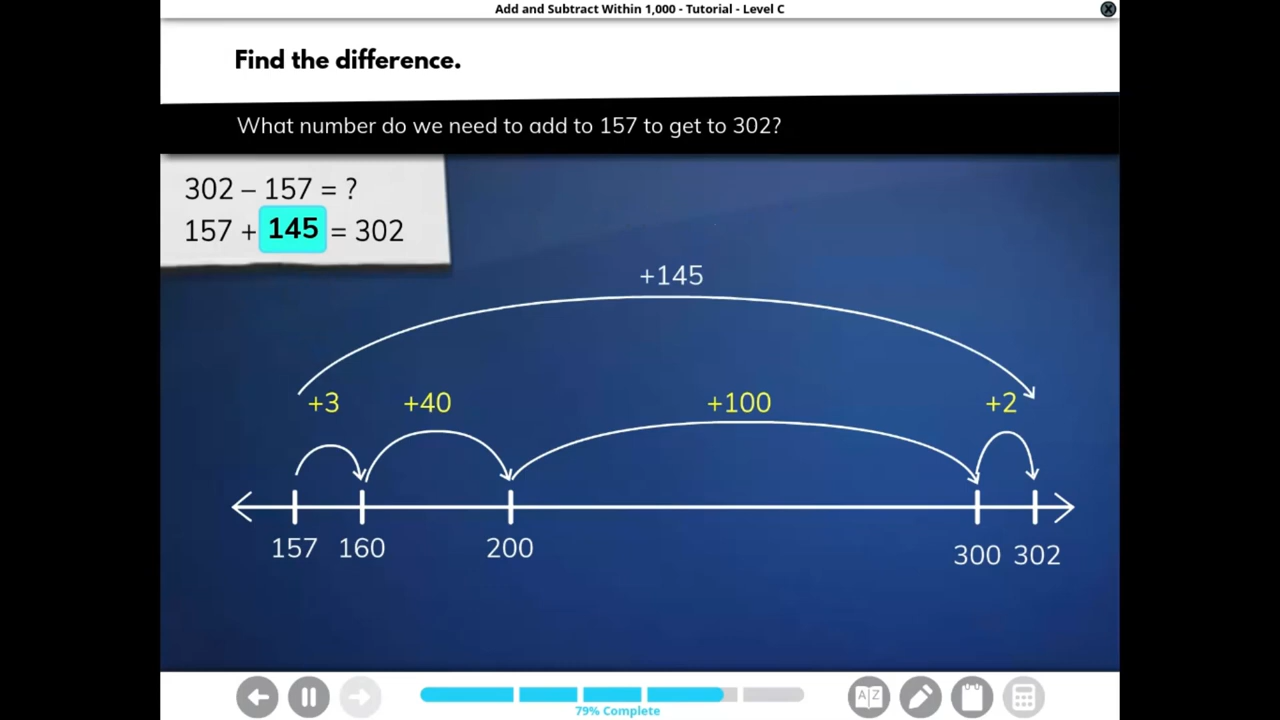 Add and Subtract Within 1,000 - Tutorial - Level C
Find the difference.
What number do we need to add to 157 to get to 302?
302 – 157 = ?
157 + 145 = 302
+145
+3 +40 +100 +2
157 160 200 300 302
79% Complete
A Z